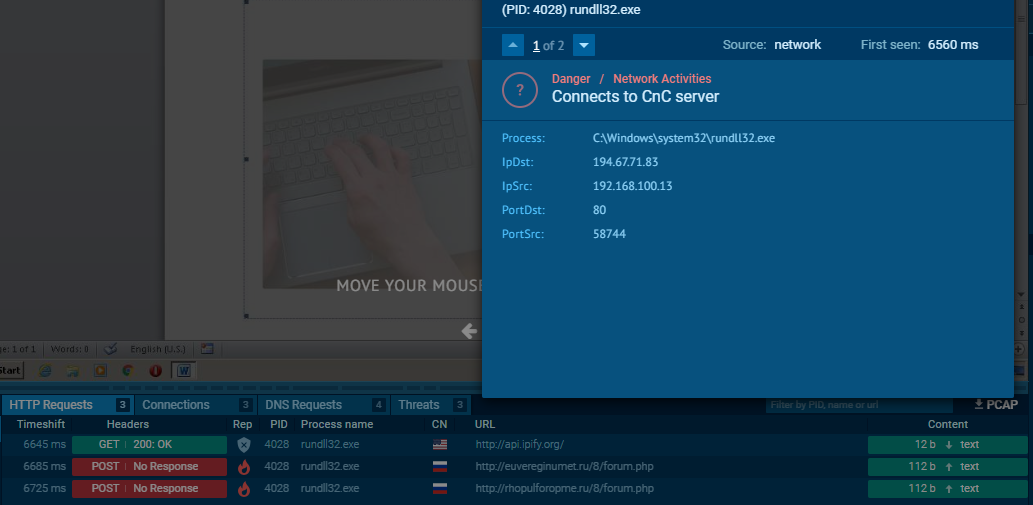 (PID: 4028) rundll32.exe
1 of 2 Source: network First seen: 6560 ms
?
Danger / Network Activities
Connects to CnC server
Process: C:\Windows\system32\rundll32.exe
IpDst: 194.67.71.83
IpSrc: 192.168.100.13
PortDst: 80
PortSrc: 58744
MOVE YOUR MOUSE
ge: 1 of 1 Words: 0 English (U.S.)
Start W
HTTP Requests 3 Connections 3 DNS Requests 4 Threats 3 Filter by PID, name or url PCAP
Timeshift Headers Rep PID Process name CN URL Content
6645 ms GET 200: OK 4028 rundll32.exe http://api.ipify.org/ 12 b text
6685 ms POST No Response 4028 rundll32.exe http://euvereginumet.ru/8/forum.php 112 b text
6725 ms POST No Response 4028 rundll32.exe http://rhopulforopme.ru/8/forum.php 112 b text